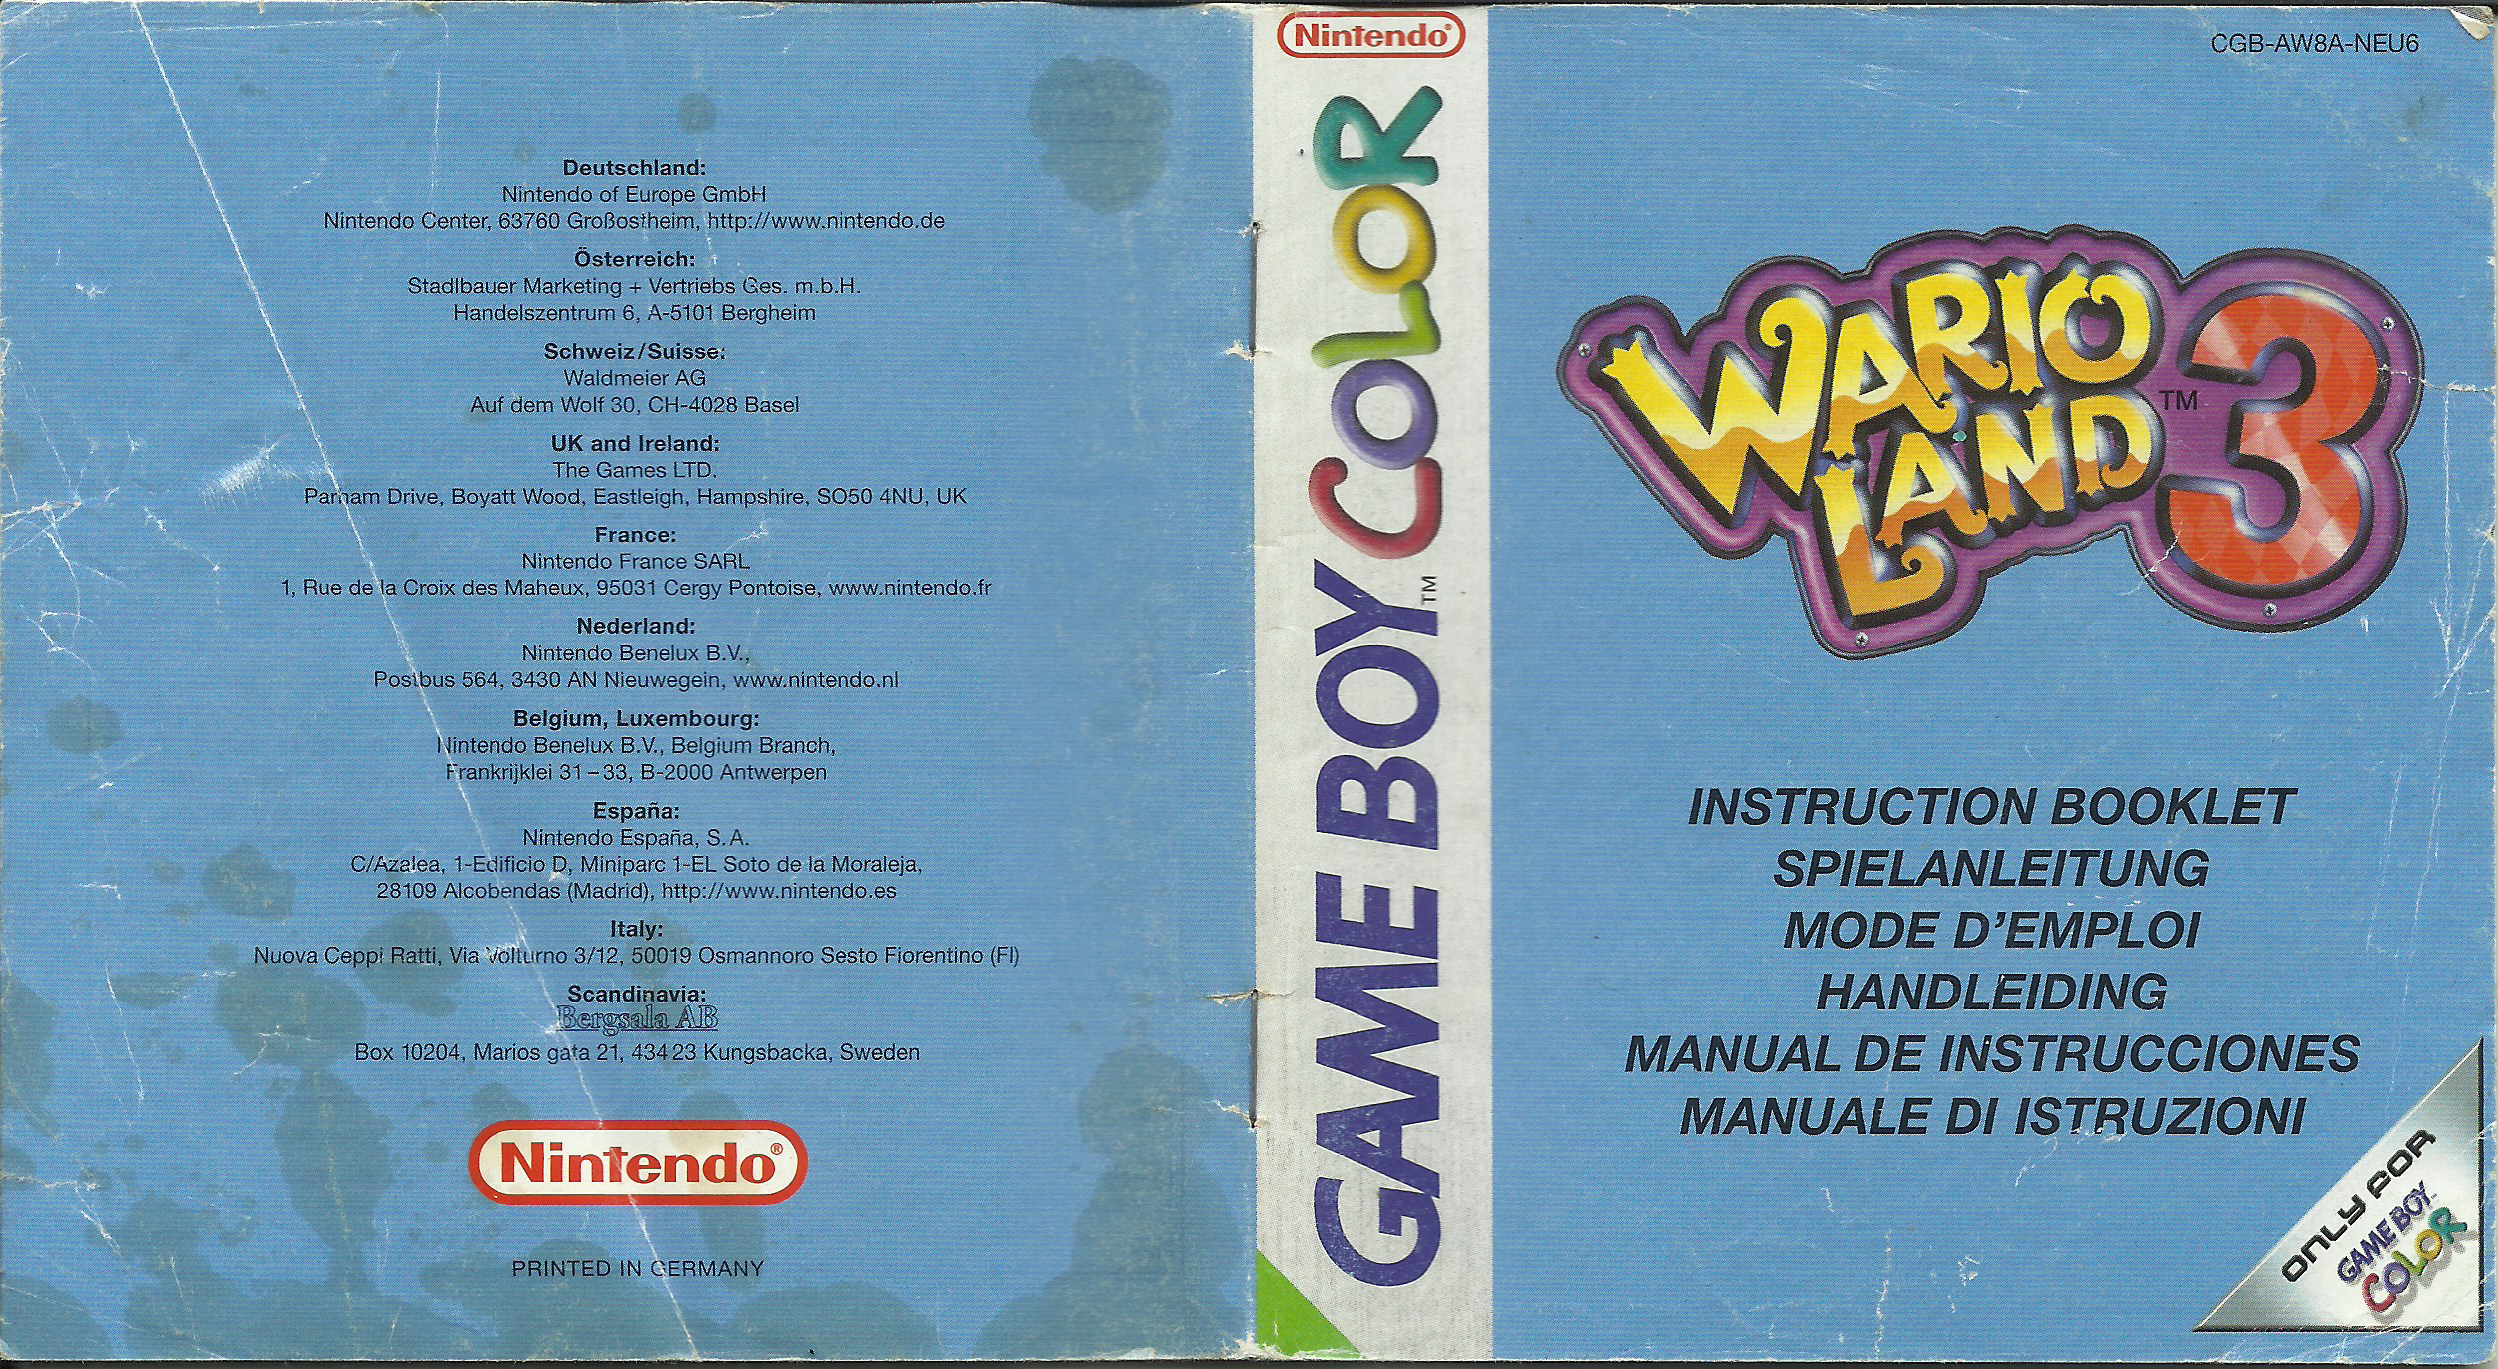 Deutschland:
Nintendo of Europe GmbH
Nintendo Center, 63760 Großostheim, http://www.nintendo.de
Österreich:
Stadlbauer Marketing + Vertriebs Ges. m.b.H.
Handelszentrum 6, A-5101 Bergheim
Schweiz/Suisse:
Waldmeier AG
Auf dem Wolf 30, CH-4028 Basel
UK and Ireland:
The Games LTD.
Parham Drive, Boyatt Wood, Eastleigh, Hampshire, SO50 4NU, UK
France:
Nintendo France SARL
1, Rue de la Croix des Maheux, 95031 Cergy Pontoise, www.nintendo.fr
Nederland:
Nintendo Benelux B.V.,
Postbus 564, 3430 AN Nieuwegein, www.nintendo.nl
Belgium, Luxembourg:
Nintendo Benelux B.V., Belgium Branch,
Frankrijklei 31–33, B-2000 Antwerpen
España:
Nintendo España, S.A.
C/Azalea, 1-Edificio D, Miniparc 1-EL Soto de la Moraleja,
28109 Alcobendas (Madrid), http://www.nintendo.es
Italy:
Nuova Ceppi Ratti, Via Volturno 3/12, 50019 Osmannoro Sesto Fiorentino (FI)
Scandinavia:
Bergsala AB
Box 10204, Marios gata 21, 434 23 Kungsbacka, Sweden
Nintendo®
PRINTED IN GERMANY
Nintendo®
GAME BOY COLOR™
CGB-AW8A-NEU6
WARIO
LAND™ 3
INSTRUCTION BOOKLET
SPIELANLEITUNG
MODE D'EMPLOI
HANDLEIDING
MANUAL DE INSTRUCCIONES
MANUALE DI ISTRUZIONI
ONLY FOR
GAME BOY™
COLOR